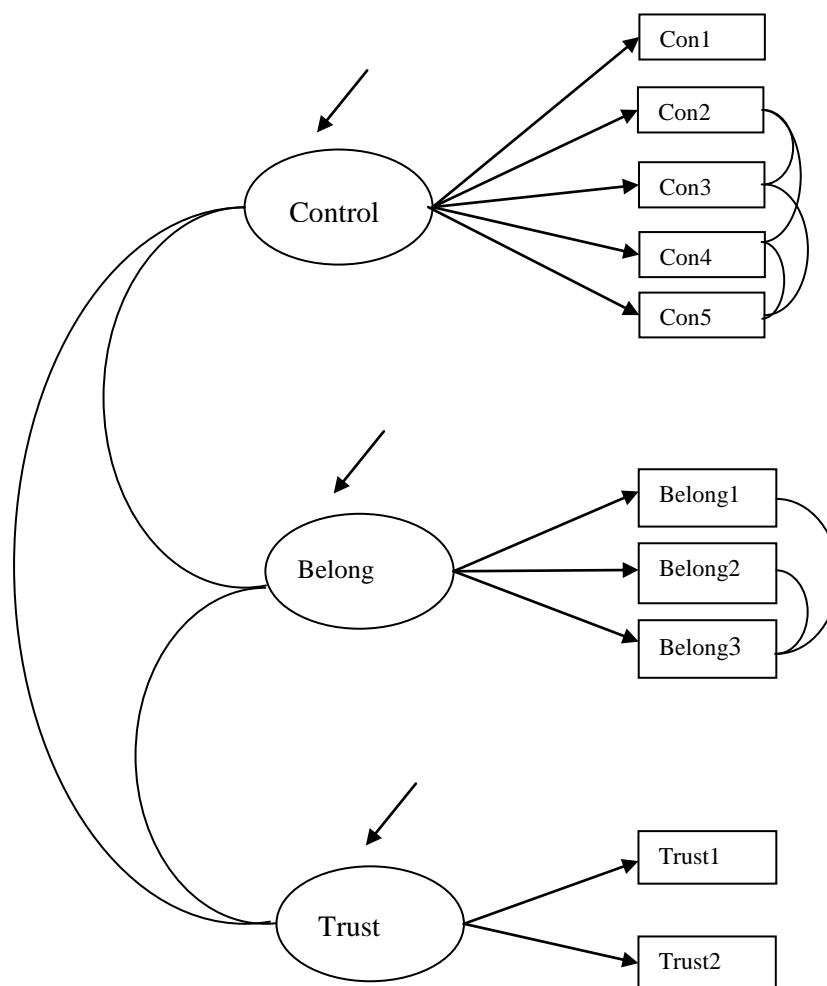 Con1
Con2
Con3
Control
Con4
Con5
Belong1
Belong2
Belong
Belong3
Trust1
Trust
Trust2